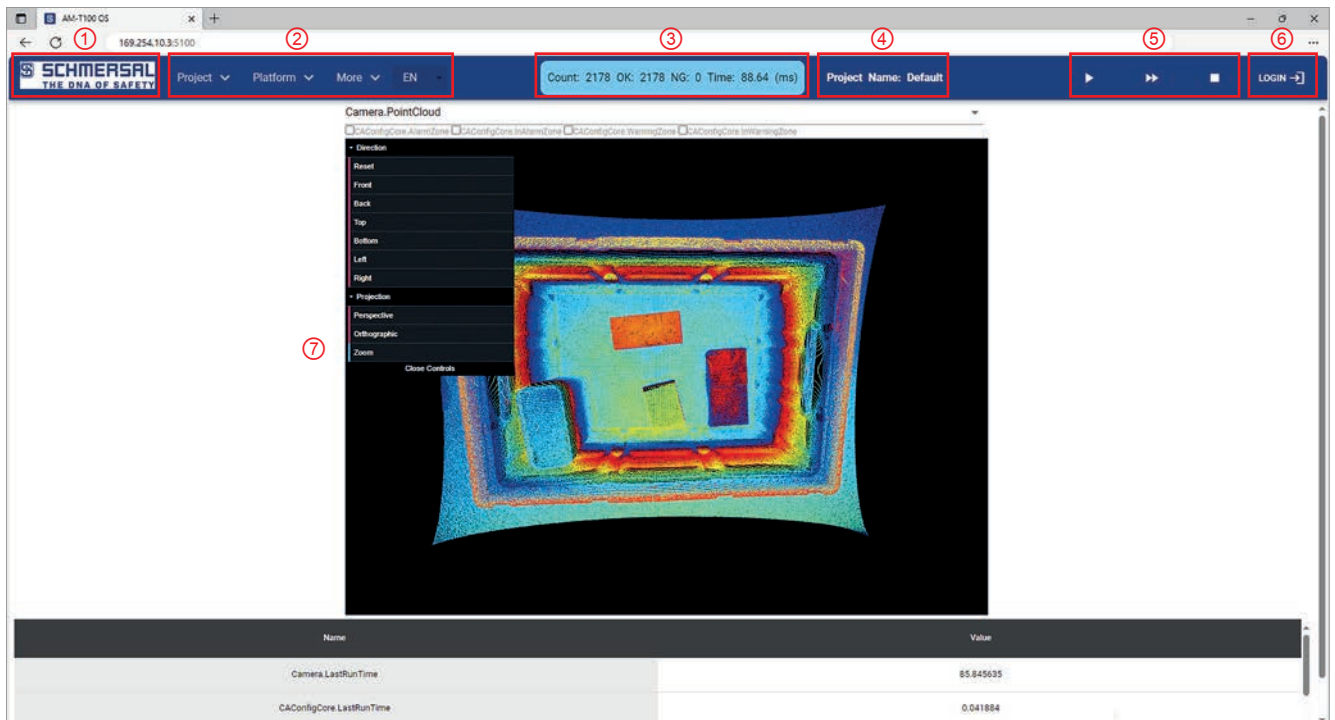 AM-T100 OS
169.254.10.3:5100
① ② ③ ④ ⑤ ⑥
SCHMERSAL
THE DNA OF SAFETY
Project Platform More EN
Count: 2178 OK: 2178 NG: 0 Time: 88.64 (ms)
Project Name: Default
LOGIN
Camera.PointCloud
CAConfigCore.AlarmZone CAConfigCore.InAlarmZone CAConfigCore.WarningZone CAConfigCore.InWarningZone
Direction
Reset
Front
Back
Top
Bottom
Left
Right
Projection
Perspective
Orthographic
⑦
Zoom
Close Controls
Name Value
Camera.LastRunTime 85.845635
CAConfigCore.LastRunTime 0.041884